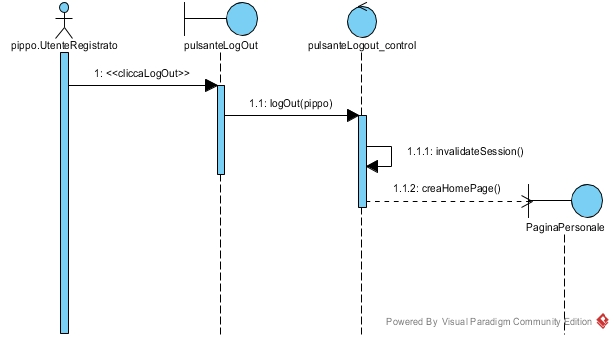 pippo.UtenteRegistrato
pulsanteLogOut
pulsanteLogout_control
1: <<cliccaLogOut>>
1.1: logOut(pippo)
1.1.1: invalidateSession()
1.1.2: creaHomePage()
PaginaPersonale
Powered By Visual Paradigm Community Edition